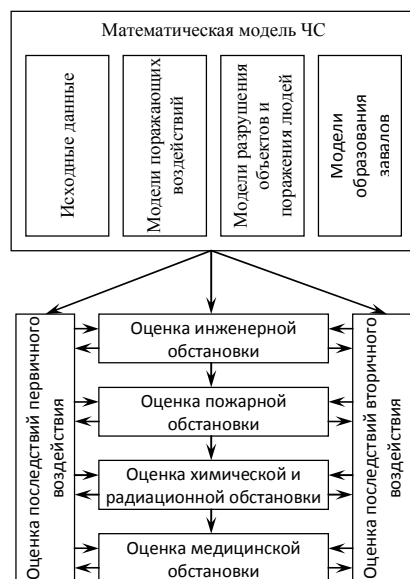 Математическая модель ЧС
Исходные данные
Модели поражающих
воздействий
Модели разрушения
объектов и
поражения людей
Модели
образования
завалов
Оценка последствий первичного
воздействия
Оценка инженерной
обстановки
Оценка пожарной
обстановки
Оценка химической и
радиационной обстановки
Оценка медицинской
обстановки
Оценка последствий вторичного
воздействия